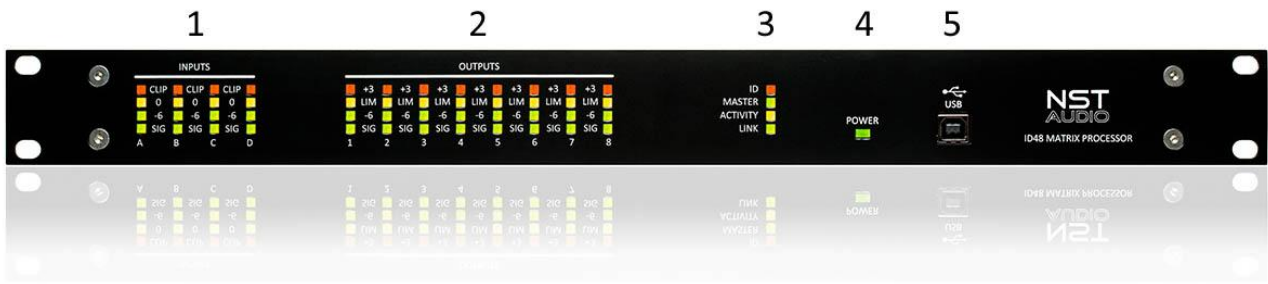 1 2 3 4 5
INPUTS
CLIP CLIP CLIP
0 0 0
-6 -6 -6
SIG SIG SIG
A B C D
OUTPUTS
+3 +3 +3 +3 +3 +3 +3
LIM LIM LIM LIM LIM LIM LIM
-6 -6 -6 -6 -6 -6 -6
SIG SIG SIG SIG SIG SIG SIG
1 2 3 4 5 6 7 8
ID
MASTER
ACTIVITY
LINK
POWER
USB
NST
AUDIO
ID48 MATRIX PROCESSOR